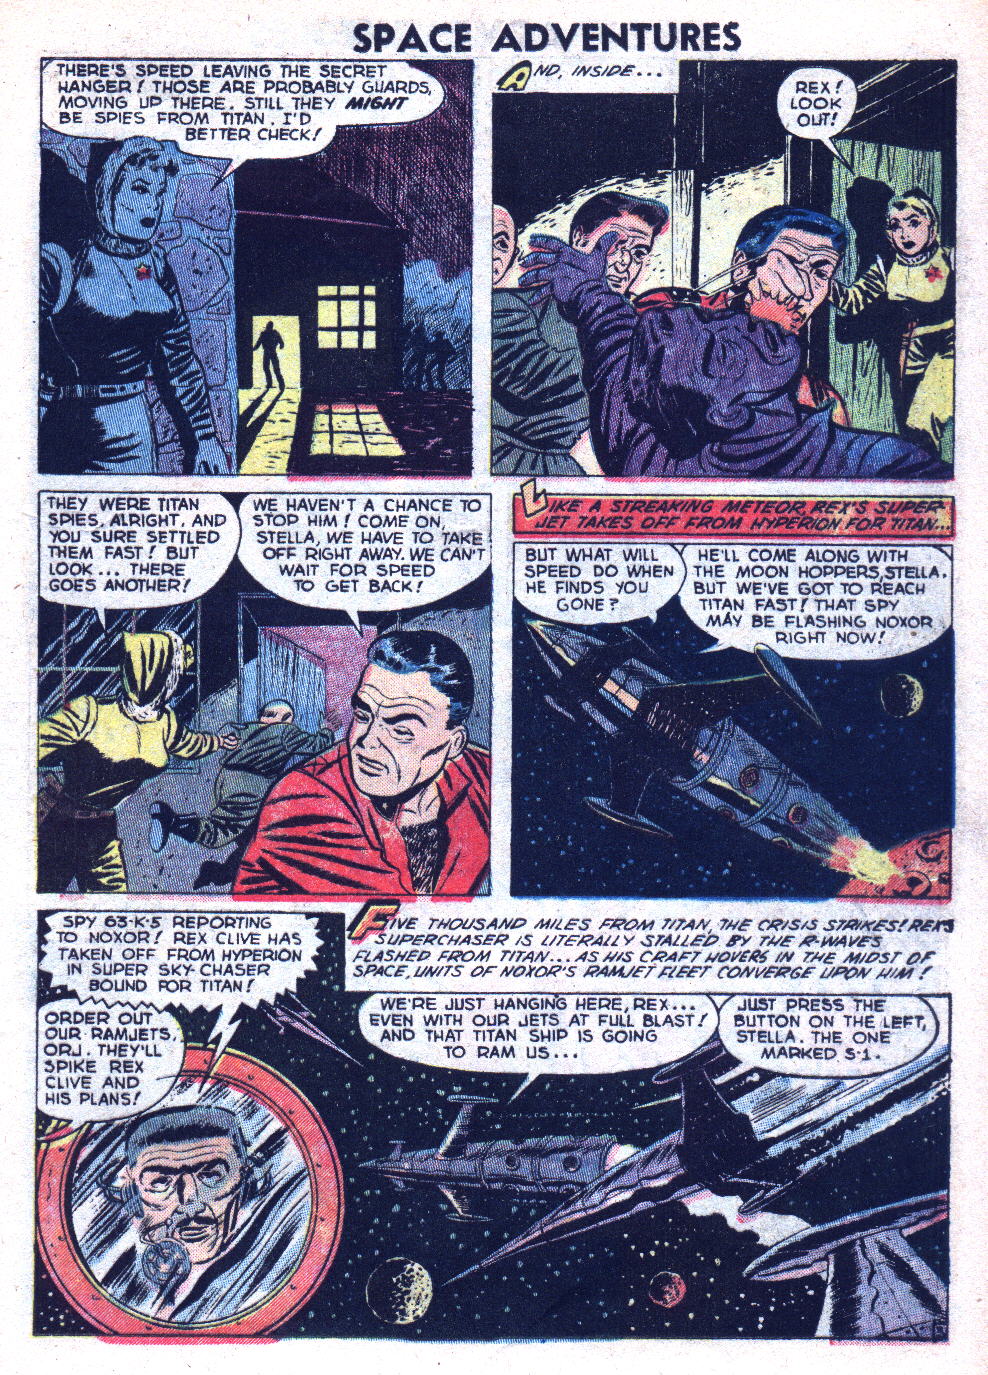 SPACE ADVENTURES
THERE'S SPEED LEAVING THE SECRET
HANGER! THOSE ARE PROBABLY GUARDS,
MOVING UP THERE. STILL THEY MIGHT
BE SPIES FROM TITAN. I'D
BETTER CHECK!
AND, INSIDE...
REX!
LOOK
OUT!
THEY WERE TITAN
SPIES, ALRIGHT, AND
YOU SURE SETTLED
THEM FAST! BUT
LOOK... THERE
GOES ANOTHER!
WE HAVEN'T A CHANCE TO
STOP HIM! COME ON,
STELLA, WE HAVE TO TAKE
OFF RIGHT AWAY. WE CAN'T
WAIT FOR SPEED
TO GET BACK!
LIKE A STREAKING METEOR, REX'S SUPER-
JET TAKES OFF FROM HYPERION FOR TITAN...
BUT WHAT WILL
SPEED DO WHEN
HE FINDS YOU
GONE?
HE'LL COME ALONG WITH
THE MOON HOPPERS, STELLA.
BUT WE'VE GOT TO REACH
TITAN FAST! THAT SPY
MAY BE FLASHING NOXOR
RIGHT NOW!
SPY 63-K-5 REPORTING
TO NOXOR! REX CLIVE HAS
TAKEN OFF FROM HYPERION
IN SUPER SKY-CHASER
BOUND FOR TITAN!
ORDER OUT
OUR RAMJETS,
ORJ. THEY'LL
SPIKE REX
CLIVE AND
HIS PLANS!
FIVE THOUSAND MILES FROM TITAN, THE CRISIS STRIKES! REX'S
SUPERCHASER IS LITERALLY STALLED BY THE R-WAVES
FLASHED FROM TITAN... AS HIS CRAFT HOVERS IN THE MIDST OF
SPACE, UNITS OF NOXOR'S RAMJET FLEET CONVERGE UPON HIM!
WE'RE JUST HANGING HERE, REX...
EVEN WITH OUR JETS AT FULL BLAST!
AND THAT TITAN SHIP IS GOING
TO RAM US...
JUST PRESS THE
BUTTON ON THE LEFT,
STELLA. THE ONE
MARKED S-1.